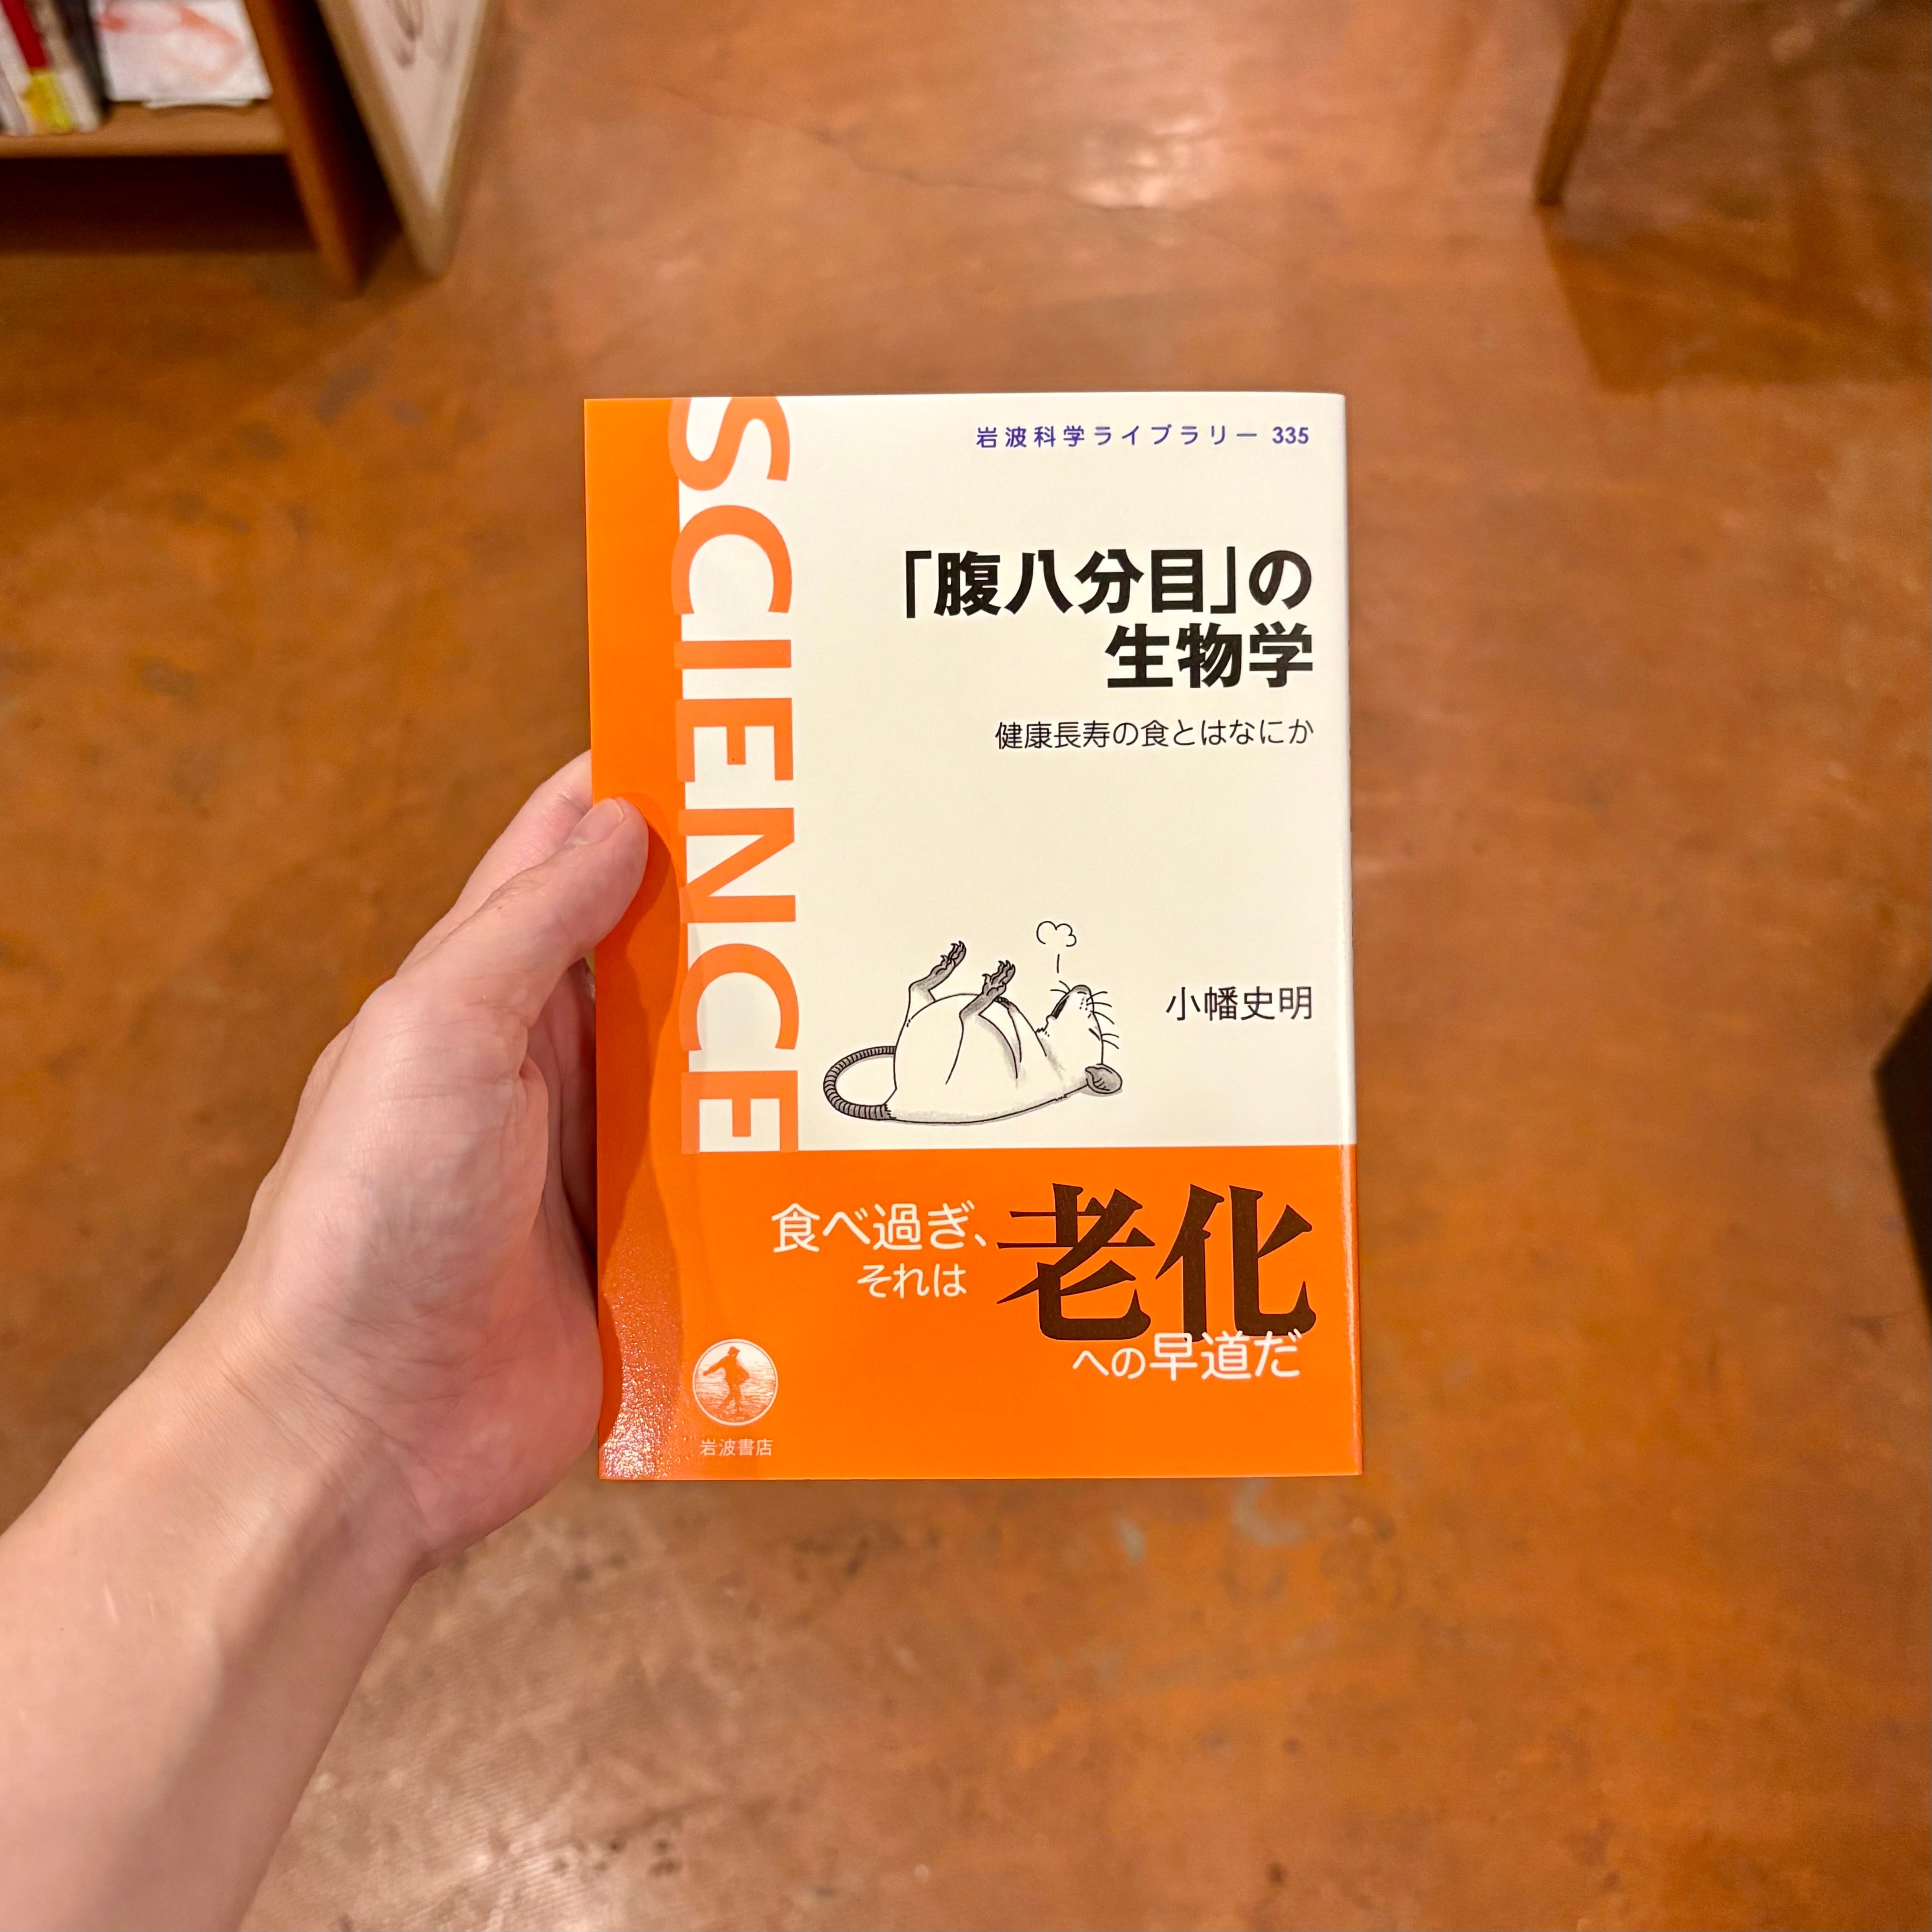 SCIENCE
岩波科学ライブラリー 335
「腹八分目」の
生物学
健康長寿の食とはなにか
小幡史明
食べ過ぎ、
それは
老化
への早道だ
岩波書店